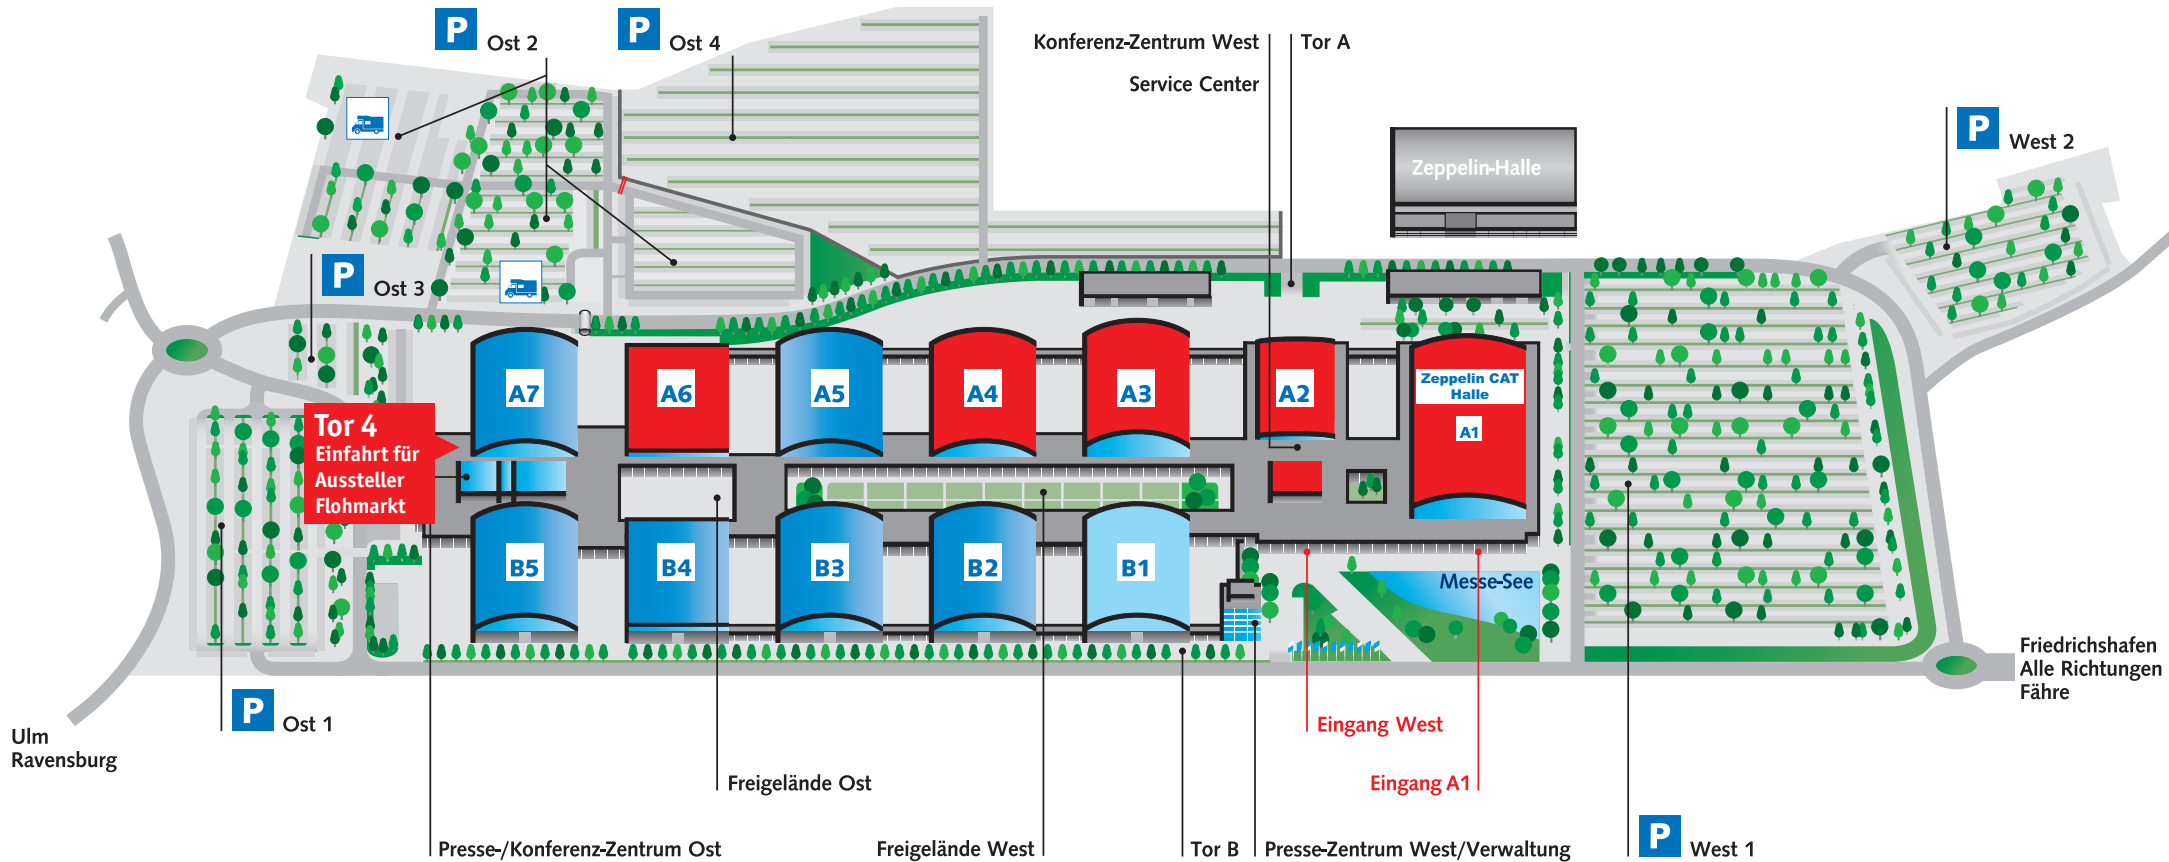 P Ost 2
P Ost 4
Konferenz-Zentrum West
Service Center
Tor A
Zeppelin-Halle
P West 2
P Ost 3
A7
A6
A5
A4
A3
A2
Zeppelin CAT
Halle
A1
Tor 4
Einfahrt für
Aussteller
Flohmarkt
B5
B4
B3
B2
B1
Messe-See
Friedrichshafen
Alle Richtungen
Fähre
P Ost 1
Ulm
Ravensburg
Eingang West
Freigelände Ost
Eingang A1
Presse-/Konferenz-Zentrum Ost
Freigelände West
Tor B
Presse-Zentrum West/Verwaltung
P West 1